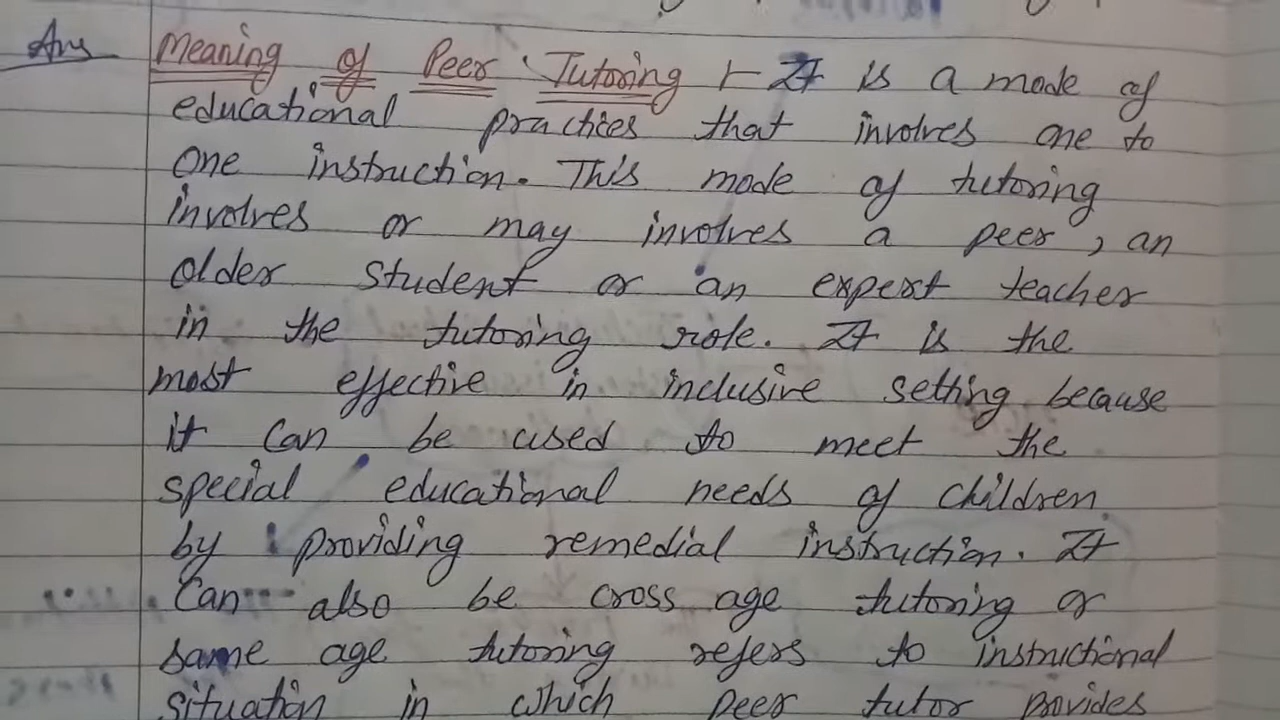 Ans Meaning of Peer Tutoring :- It is a mode of
educational practices that involves one to
one instruction. This mode of tutoring
involves or may involves a peer, an
older student or an expert teacher
in the tutoring role. It is the
most effective in inclusive setting because
it can be used to meet the
special educational needs of children
by providing remedial instruction. It
Can also be cross age tutoring or
same age tutoring refers to instructional
situation in which peer tutor provides